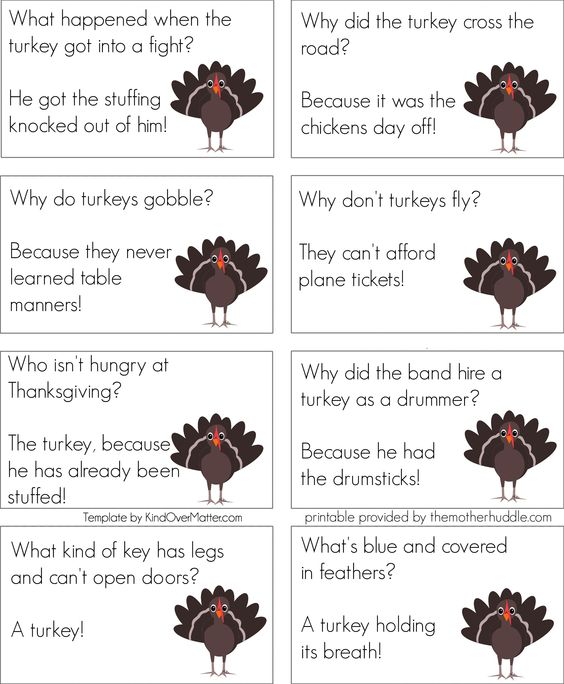 What happened when the
turkey got into a fight?
He got the stuffing
knocked out of him!
Why did the turkey cross the
road?
Because it was the
chickens day off!
Why do turkeys gobble?
Because they never
learned table
manners!
Why don't turkeys fly?
They can't afford
plane tickets!
Who isn't hungry at
Thanksgiving?
The turkey, because
he has already been
stuffed!
Why did the band hire a
turkey as a drummer?
Because he had
the drumsticks!
Template by KindOverMatter.com
printable provided by themotherhuddle.com
What kind of key has legs
and can't open doors?
A turkey!
What's blue and covered
in feathers?
A turkey holding
its breath!